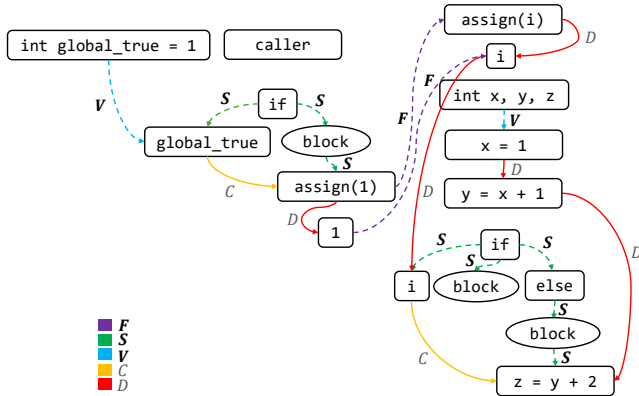 assign(i)
D
int global_true = 1
caller
i
F
int x, y, z
V
S
if
S
V
F
global_true
block
x = 1
S
D
C
assign(1)
D
y = x + 1
D
1
D
S
if
S
S
i
block
else
S
block
F
S
C
S
V
z = y + 2
C
D